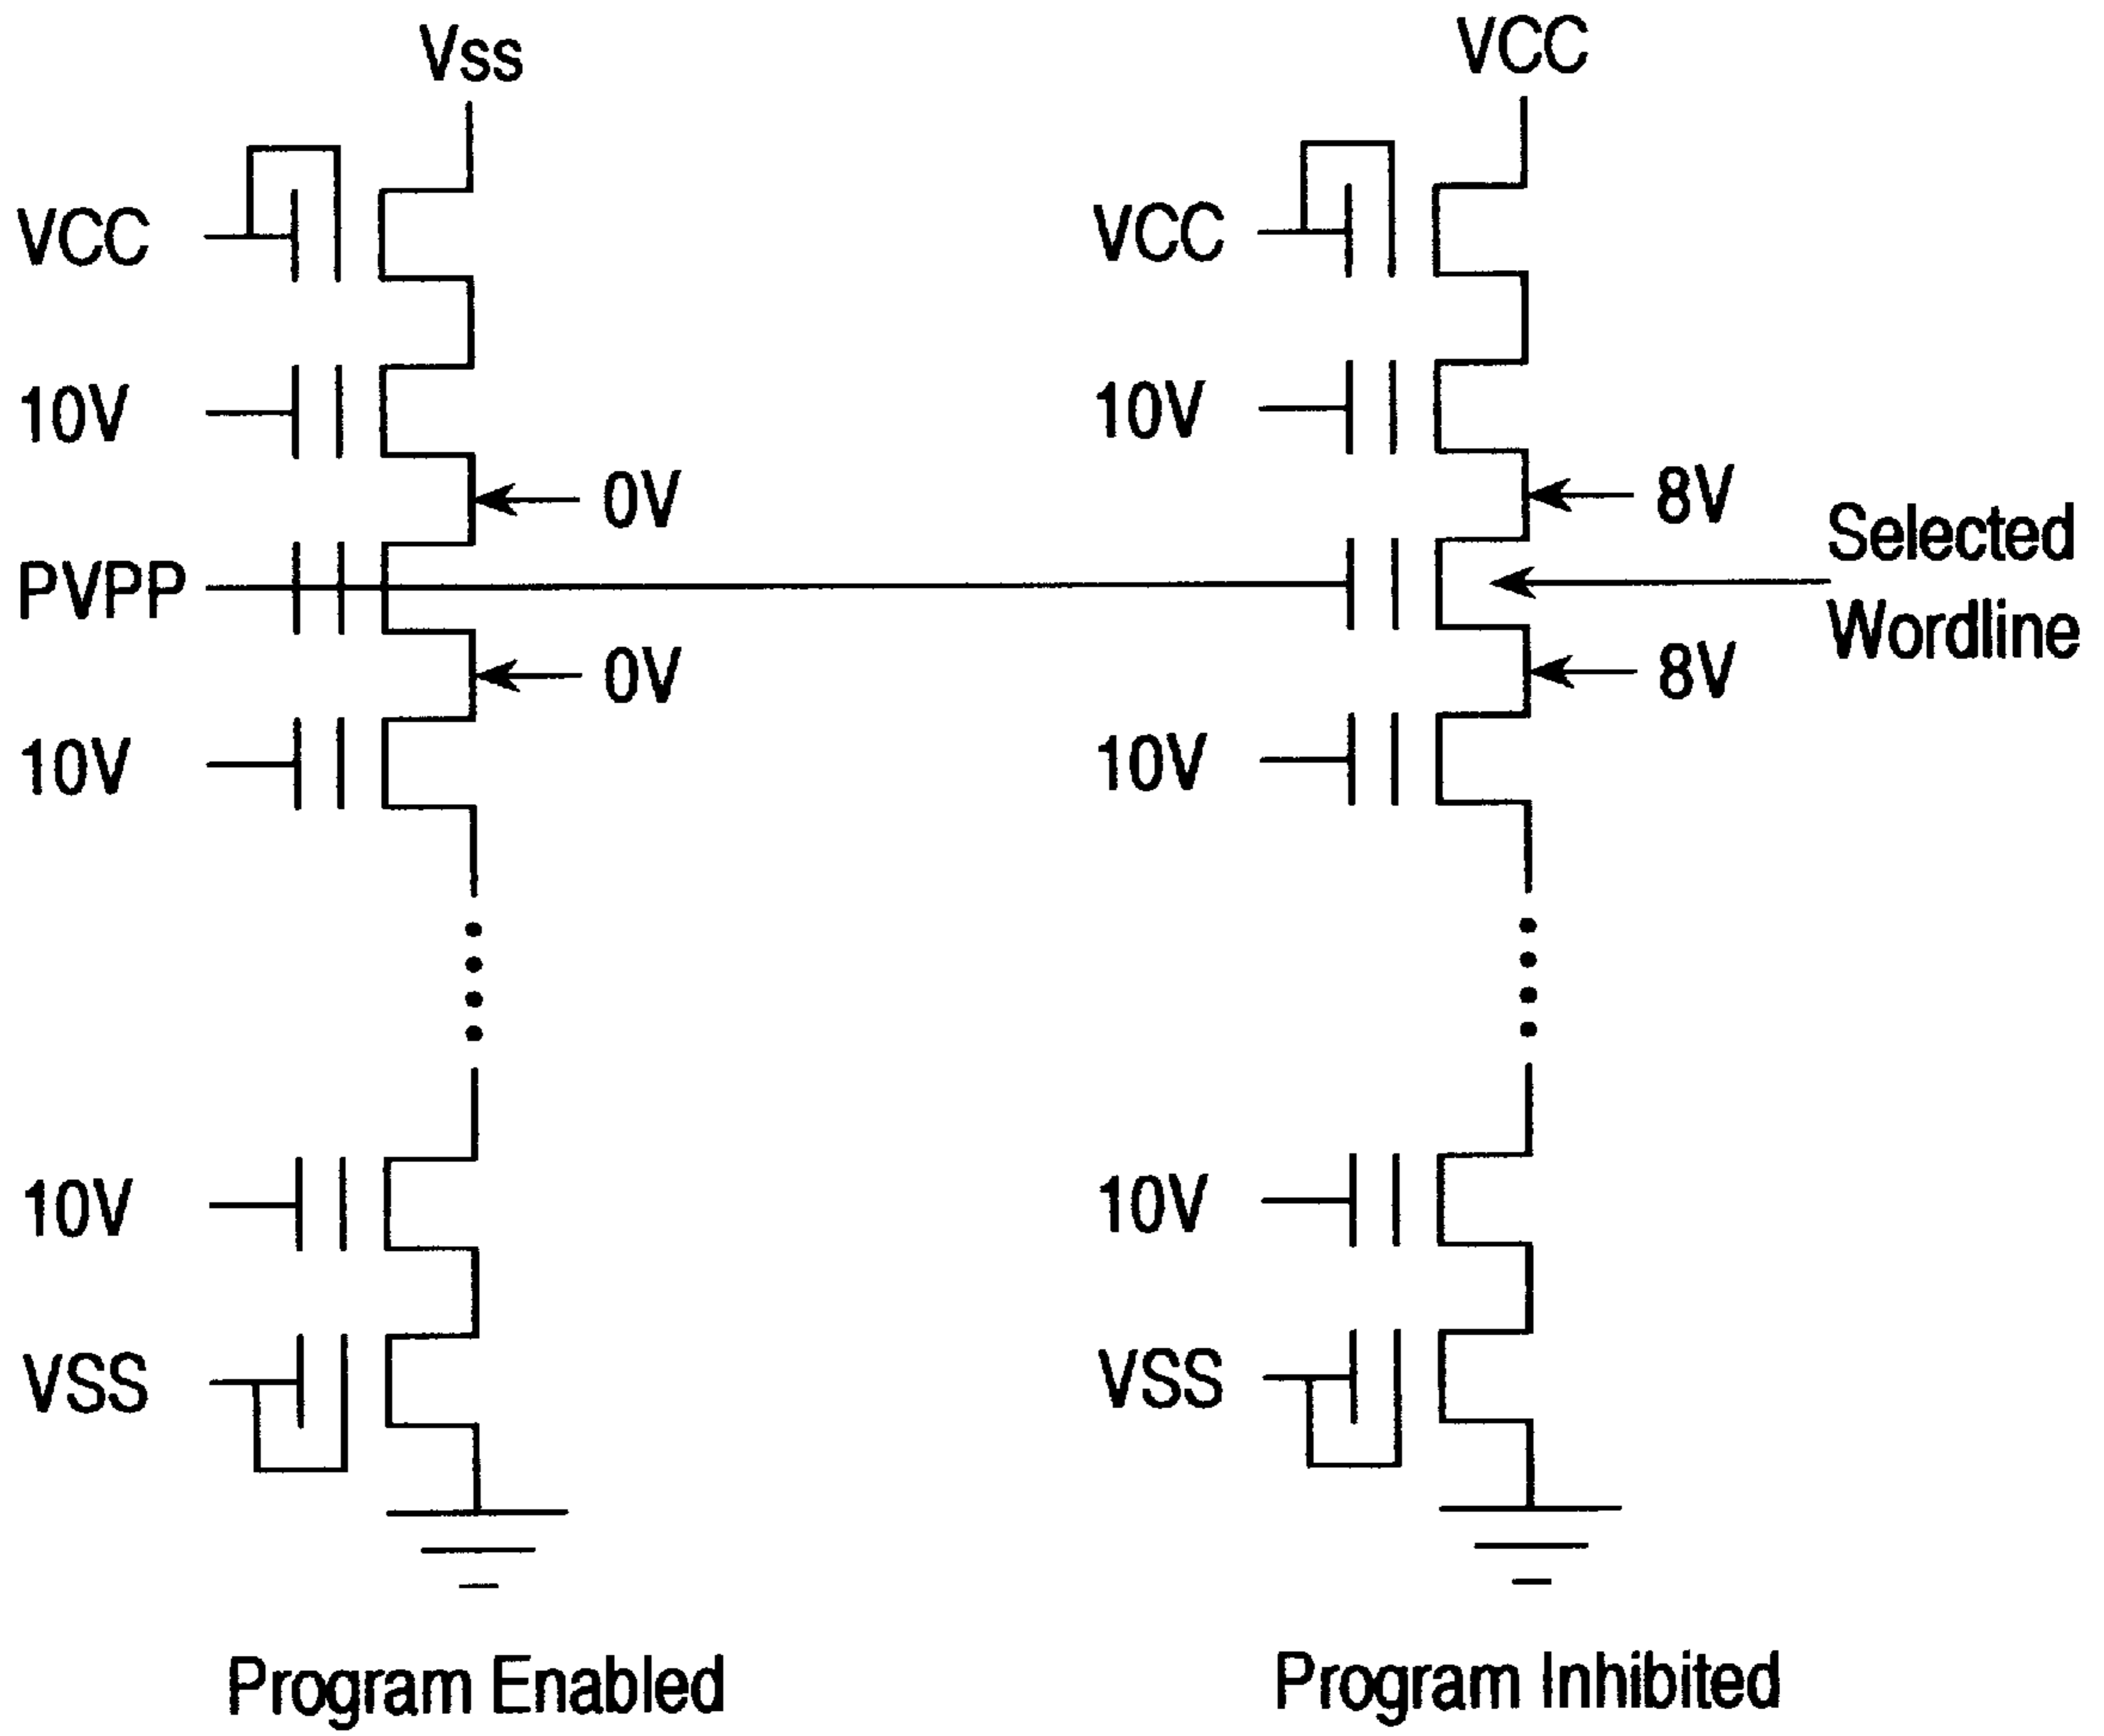 Vss
VCC
10V
0V
PVPP
0V
10V
10V
VSS
Program Enabled
VCC
VCC
10V
8V
Selected
Wordline
8V
10V
10V
VSS
Program Inhibited